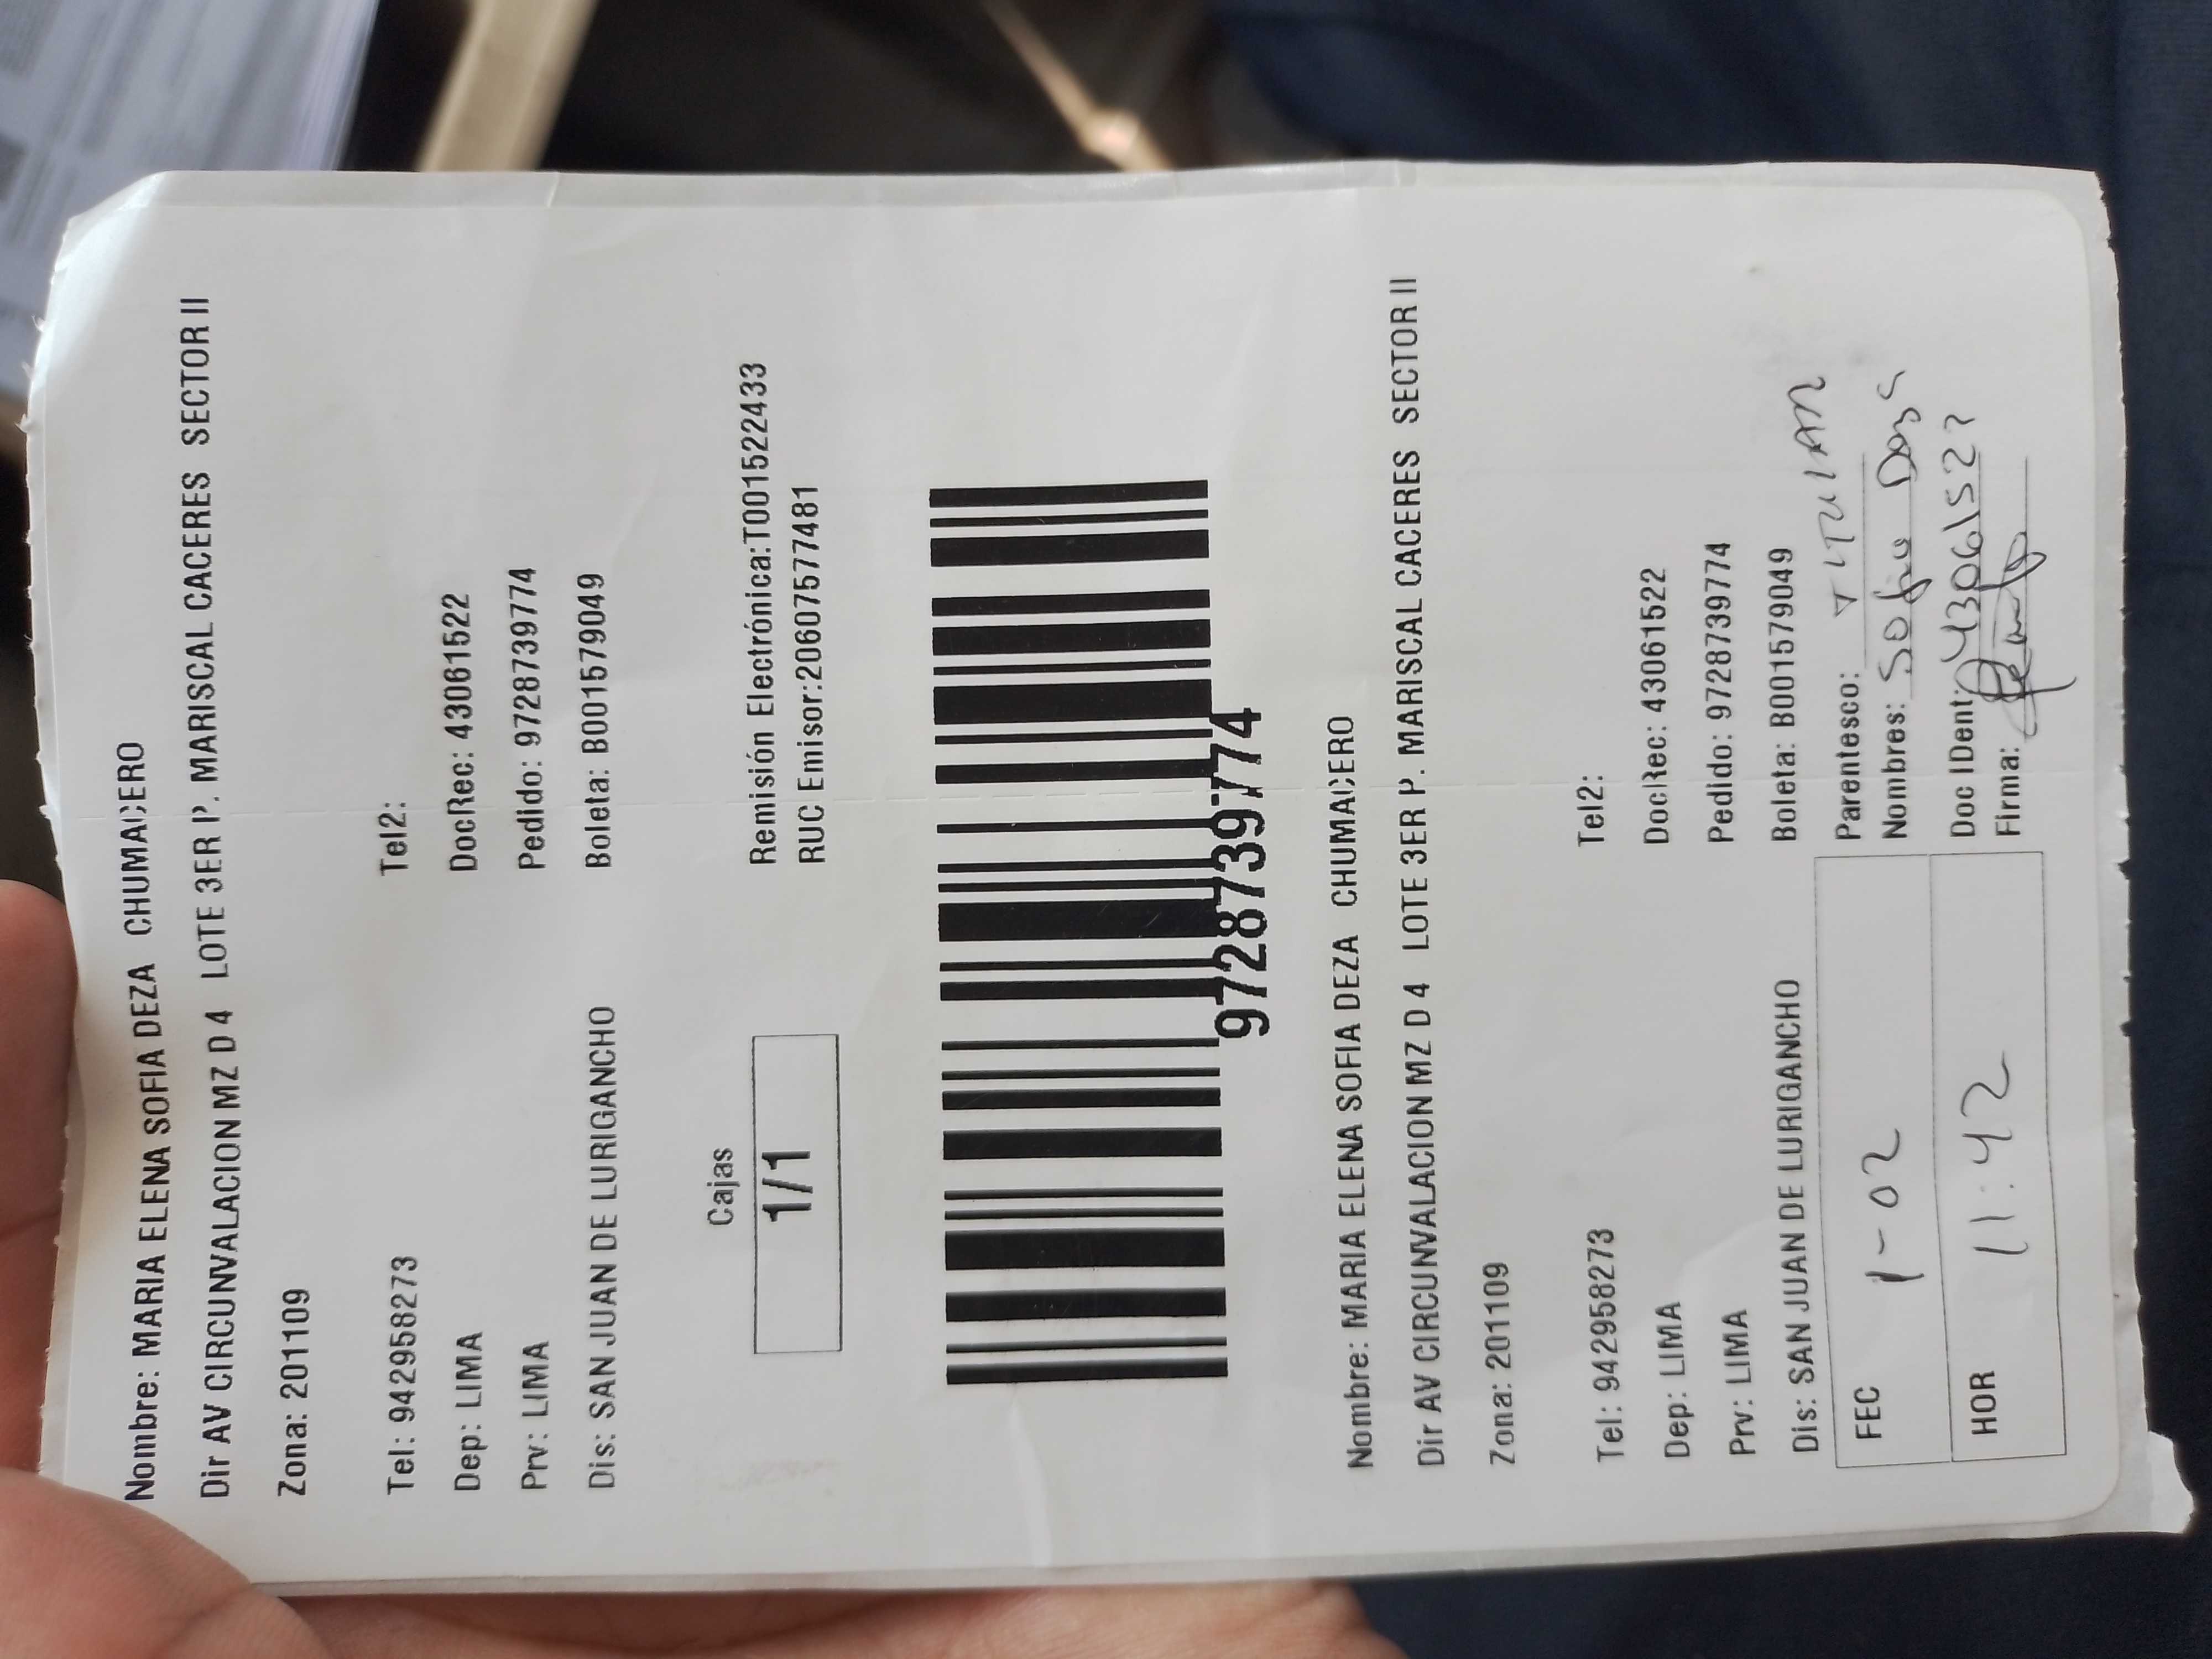 Nombre: MARIA ELENA SOFIA DEZA CHUMACERO
Dir AV CIRCUNVALACION MZ D 4 LOTE 3ER P. MARISCAL CACERES SECTOR II
Zona: 201109
Tel: 942958273 Tel2:
Dep: LIMA DocRec: 43061522
Prv: LIMA Pedido: 9728739774
Dis: SAN JUAN DE LURIGANCHO Boleta: B001579049
Cajas
1/1
Remisión Electrónica:T001522433
RUC Emisor:20607577481
9728739774
Nombre: MARIA ELENA SOFIA DEZA CHUMACERO
Dir AV CIRCUNVALACION MZ D 4 LOTE 3ER P. MARISCAL CACERES SECTOR II
Zona: 201109
Tel: 942958273 Tel2:
Dep: LIMA DocRec: 43061522
Prv: LIMA Pedido: 9728739774
Dis: SAN JUAN DE LURIGANCHO Boleta: B001579049
FEC 1-02
HOR 11:42
Parentesco: TITULAR
Nombres: Sofia Deza
Doc IDent: 43061522
Firma: